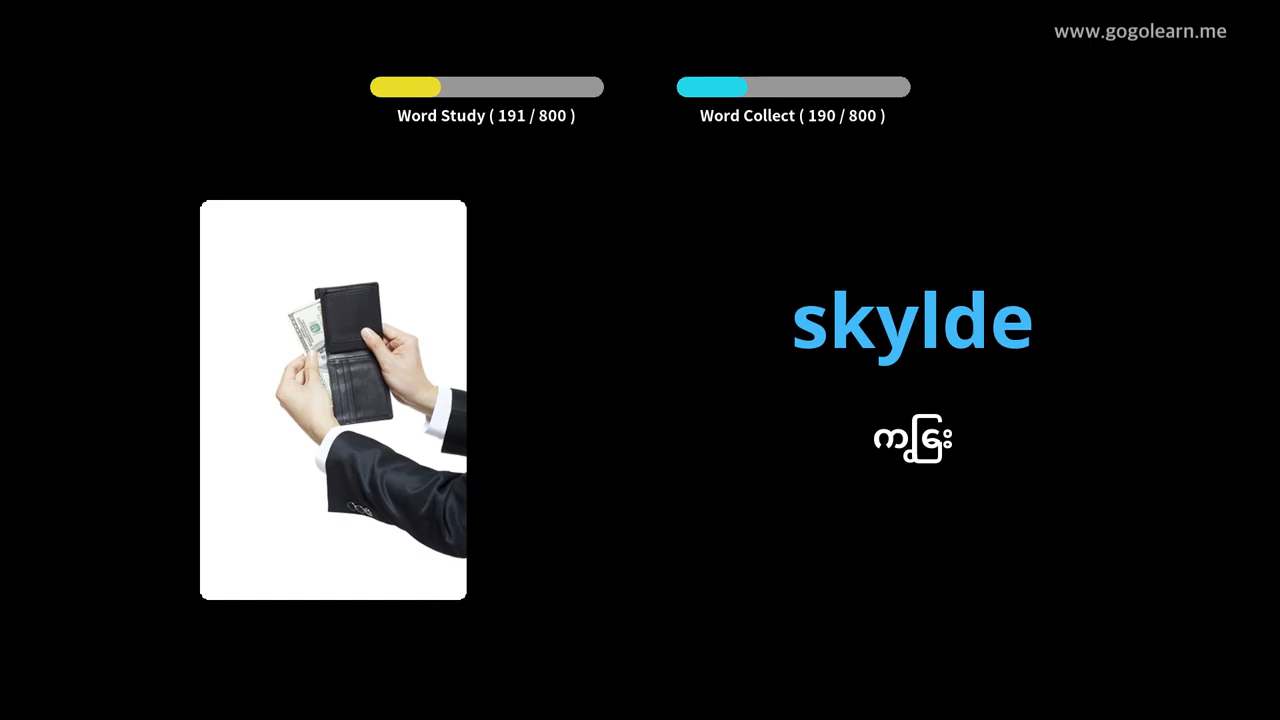 www.gogolearn.me
Word Study ( 191 / 800 )
Word Collect ( 190 / 800 )
skylde
ကြွေး